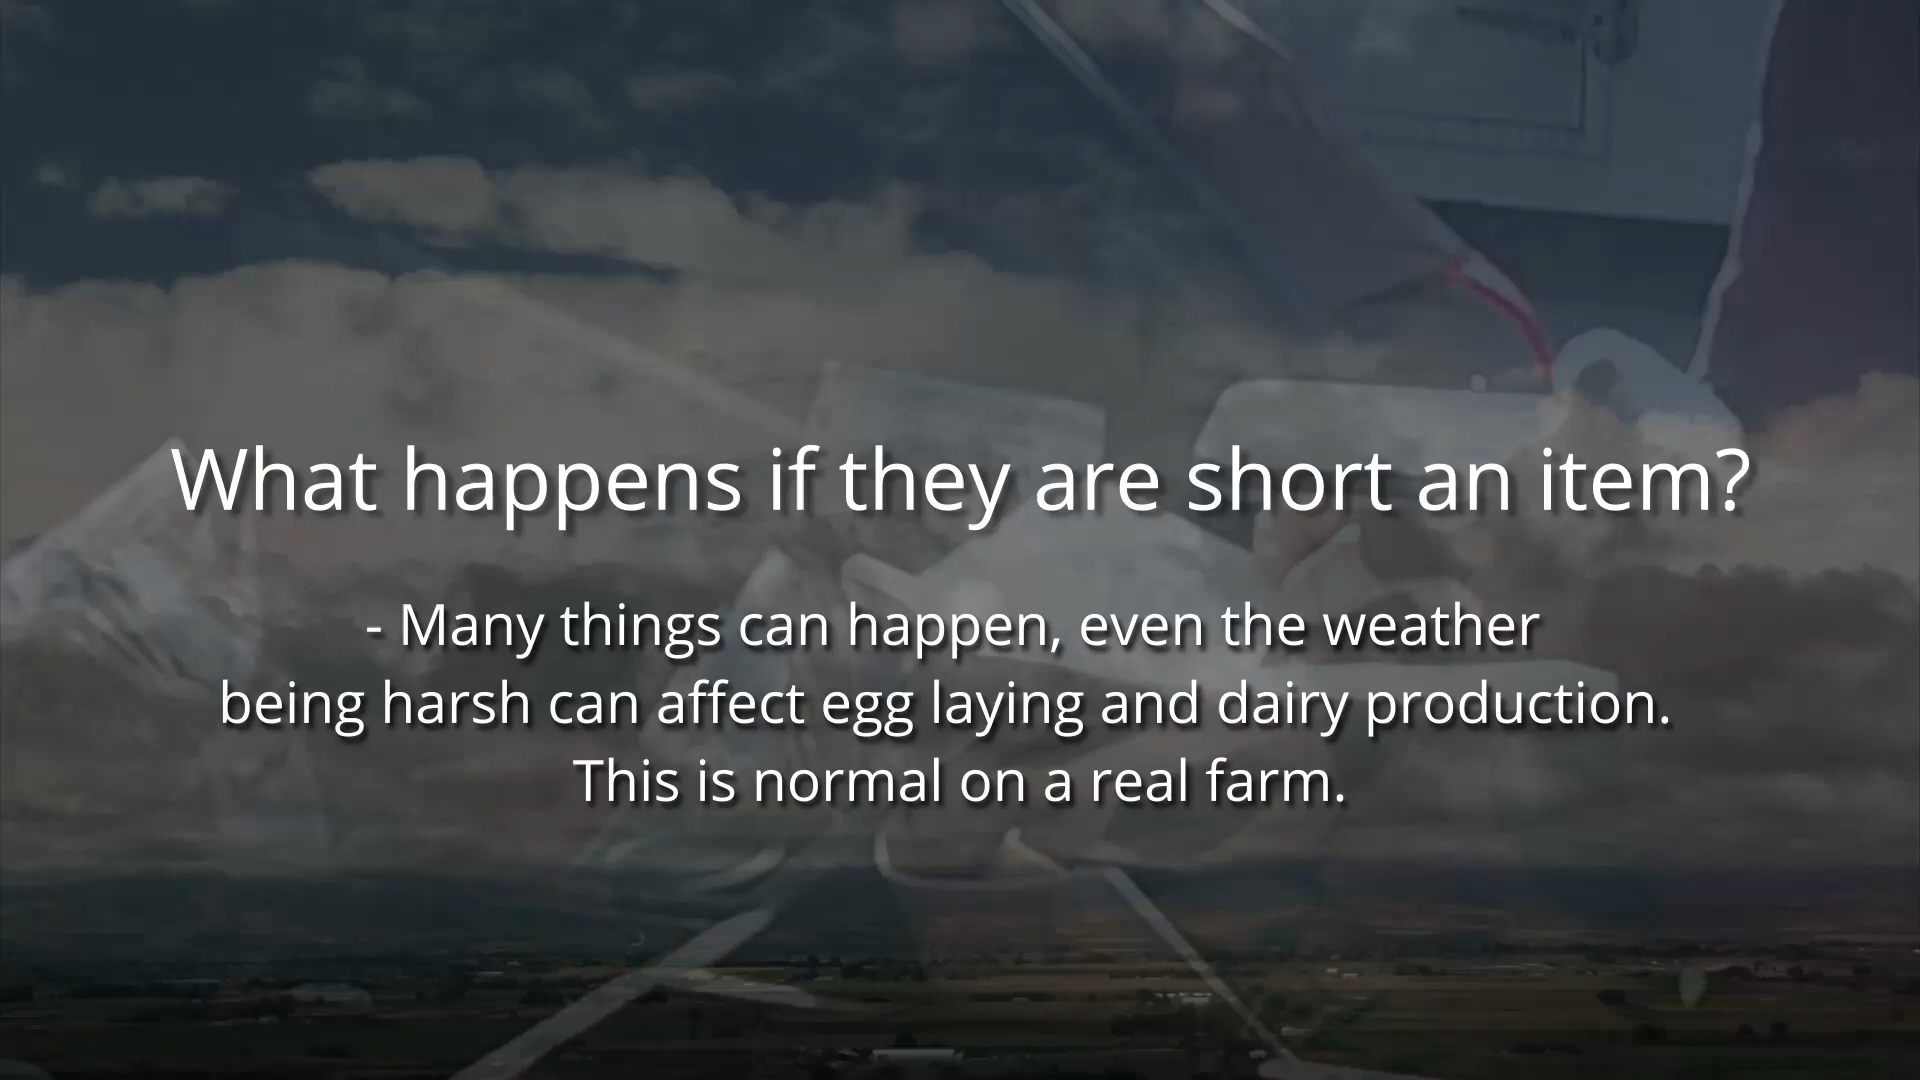 What happens if they are short an item?
- Many things can happen, even the weather
being harsh can affect egg laying and dairy production.
This is normal on a real farm.